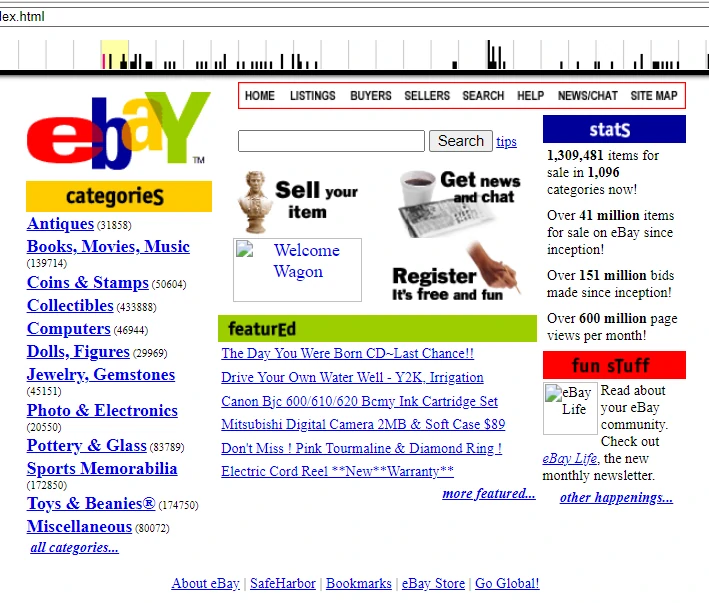 lex.html
HOME LISTINGS BUYERS SELLERS SEARCH HELP NEWS/CHAT SITE MAP
ebaY™
Search tips
categorieS
Antiques (31858)
Books, Movies, Music
(139714)
Coins & Stamps (50604)
Collectibles (433888)
Computers (46944)
Dolls, Figures (29969)
Jewelry, Gemstones
(45151)
Photo & Electronics
(20550)
Pottery & Glass (83789)
Sports Memorabilia
(172850)
Toys & Beanies® (174750)
Miscellaneous (80072)
all categories...
Sell your
item
Get news
and chat
Welcome
Wagon
Register
It's free and fun
featurEd
The Day You Were Born CD~Last Chance!!
Drive Your Own Water Well - Y2K, Irrigation
Canon Bjc 600/610/620 Bcmy Ink Cartridge Set
Mitsubishi Digital Camera 2MB & Soft Case $89
Don't Miss ! Pink Tourmaline & Diamond Ring !
Electric Cord Reel **New**Warranty**
more featured...
statS
1,309,481 items for
sale in 1,096
categories now!
Over 41 million items
for sale on eBay since
inception!
Over 151 million bids
made since inception!
Over 600 million page
views per month!
fun sTuff
eBay
Life
Read about
your eBay
community.
Check out
eBay Life, the new
monthly newsletter.
other happenings...
About eBay | SafeHarbor | Bookmarks | eBay Store | Go Global!